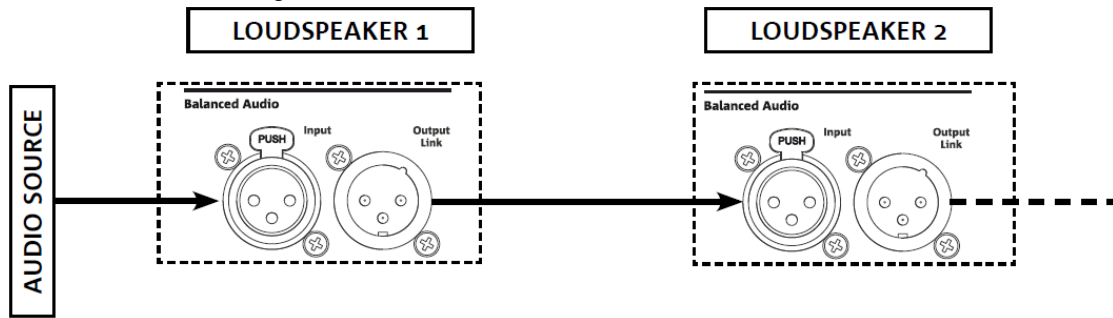 LOUDSPEAKER 1
LOUDSPEAKER 2
AUDIO SOURCE
Balanced Audio
PUSH
Input
Output
Link
Balanced Audio
PUSH
Input
Output
Link